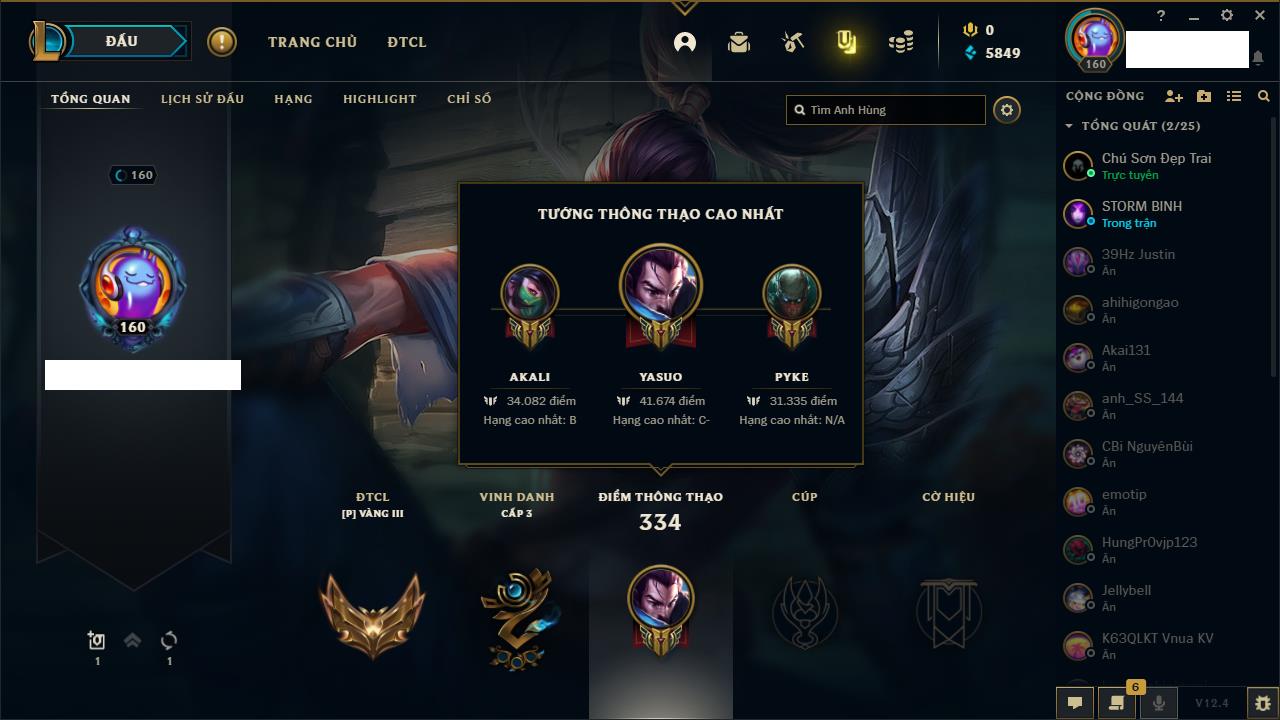 ĐẤU
TRANG CHỦ
ĐTCL
0
5849
?
160
TỔNG QUAN
LỊCH SỬ ĐẤU
HẠNG
HIGHLIGHT
CHỈ SỐ
Tìm Anh Hùng
160
160
TƯỚNG THÔNG THẠO CAO NHẤT
AKALI
34.082 điểm
Hạng cao nhất: B
YASUO
41.674 điểm
Hạng cao nhất: C-
PYKE
31.335 điểm
Hạng cao nhất: N/A
ĐTCL
[P] VÀNG III
VINH DANH
CẤP 3
ĐIỂM THÔNG THẠO
334
CÚP
CỜ HIỆU
1
1
CỘNG ĐỒNG
TỔNG QUÁT (2/25)
Chú Sơn Đẹp Trai
Trực tuyến
STORM BINH
Trong trận
39Hz Justin
Ẩn
ahihigongao
Ẩn
Akai131
Ẩn
anh_SS_144
Ẩn
CBi NguyênBùi
Ẩn
emotip
Ẩn
HungPr0vjp123
Ẩn
Jellybell
Ẩn
K63QLKT Vnua KV
Ẩn
6
V12.4